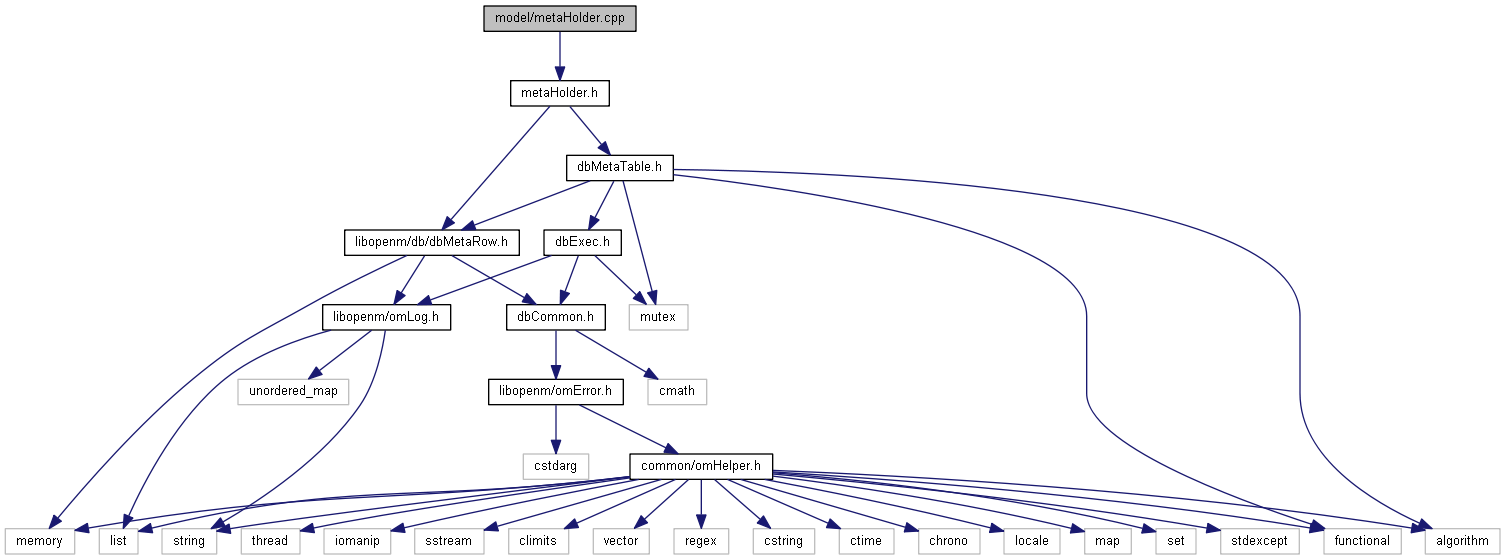 model/metaHolder.cpp
metaHolder.h
dbMetaTable.h
libopenm/db/dbMetaRow.h
dbExec.h
libopenm/omLog.h
dbCommon.h
mutex
unordered_map
libopenm/omError.h
cmath
cstdarg
common/omHelper.h
memory
list
string
thread
iomanip
sstream
climits
vector
regex
cstring
ctime
chrono
locale
map
set
stdexcept
functional
algorithm